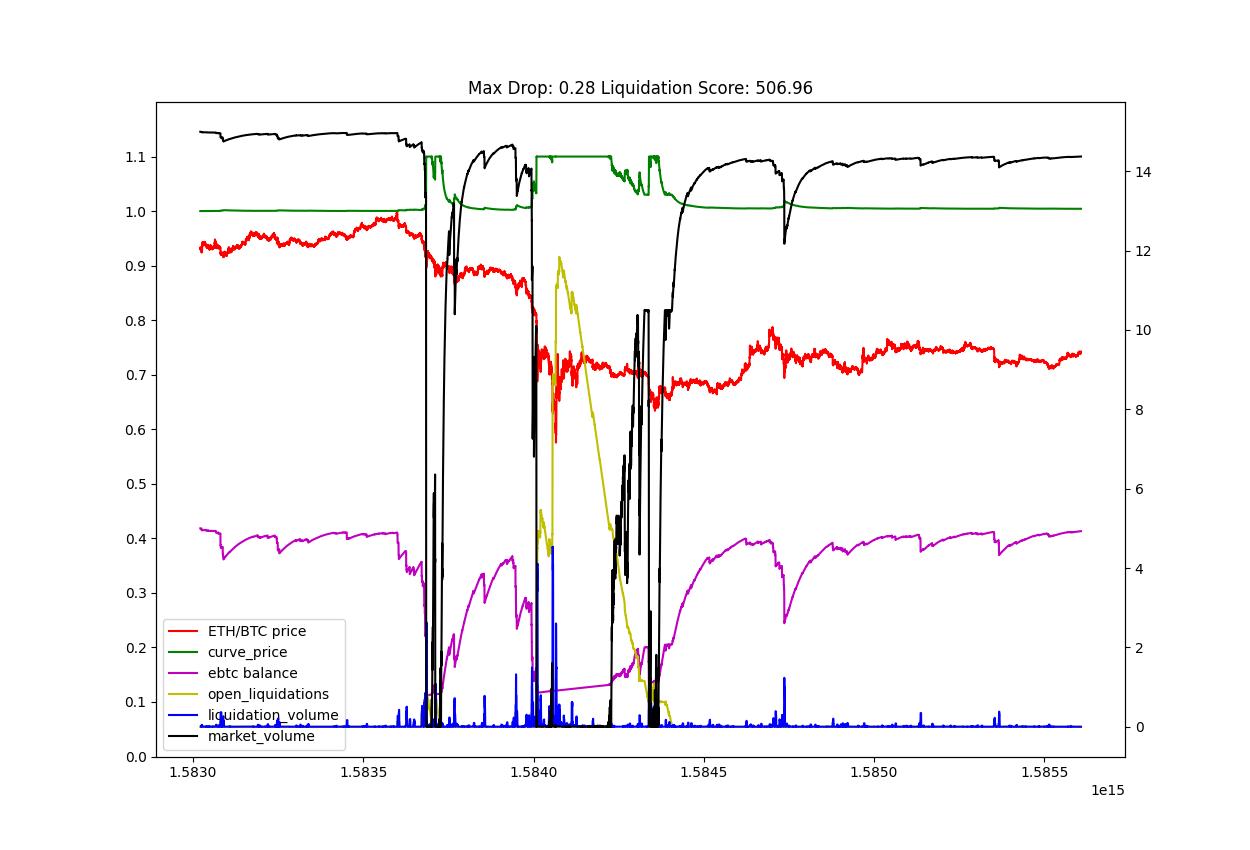 Max Drop: 0.28 Liquidation Score: 506.96
1.1
1.0
0.9
0.8
0.7
0.6
0.5
0.4
0.3
0.2
0.1
0.0
14
12
10
8
6
4
2
0
ETH/BTC price
curve_price
ebtc balance
open_liquidations
liquidation_volume
market_volume
1.5830 1.5835 1.5840 1.5845 1.5850 1.5855
1e15